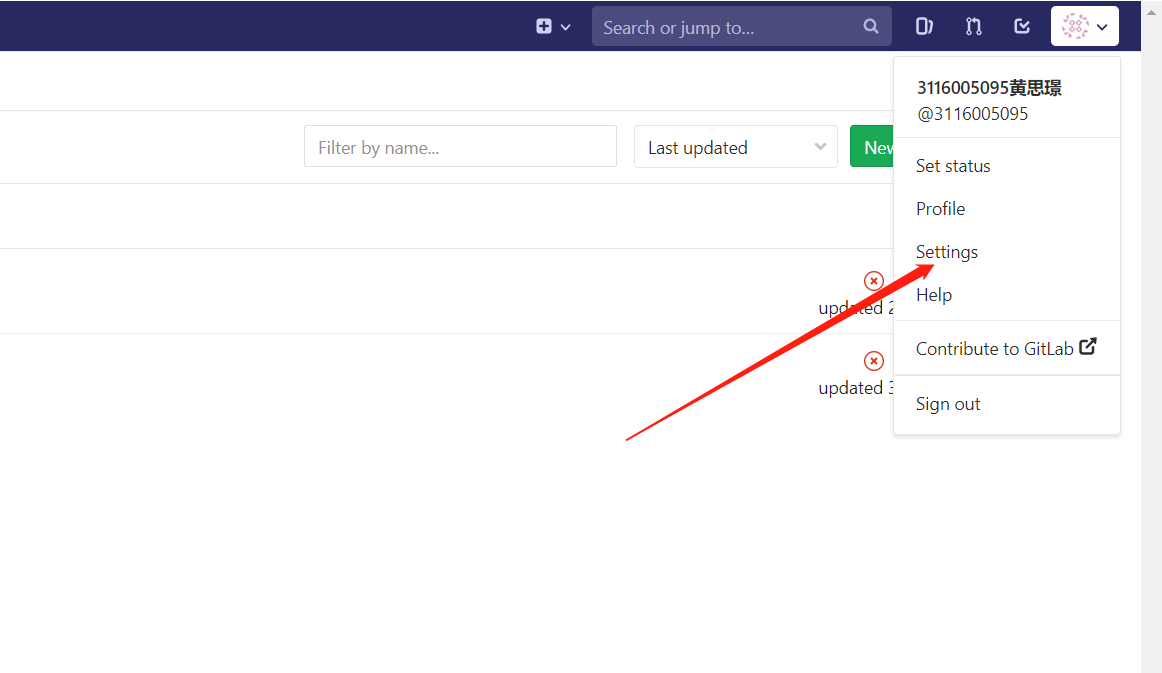 Search or jump to...
3116005095黄思璟
@3116005095
Filter by name...
Last updated
New
Set status
Profile
Settings
Help
updated 2
Contribute to GitLab
updated 3
Sign out